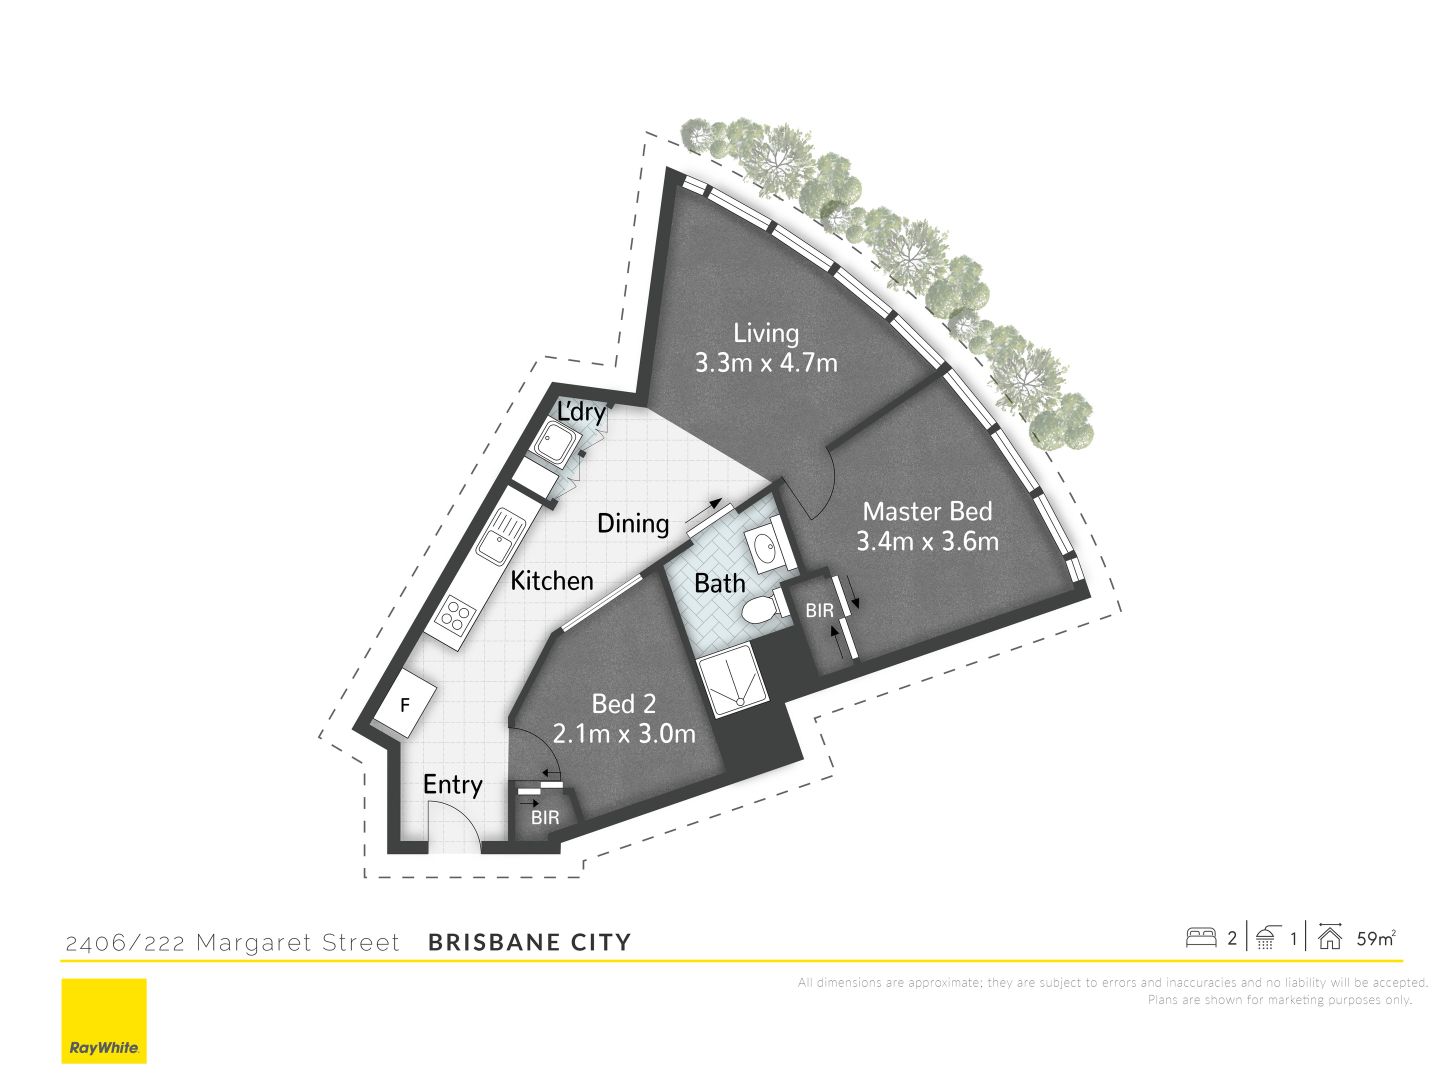 Living
3.3m x 4.7m
L'dry
Master Bed
3.4m x 3.6m
Dining
Kitchen
Bath
BIR
F
Bed 2
2.1m x 3.0m
Entry
BIR
2406/222 Margaret Street BRISBANE CITY
2 1 59m²
All dimensions are approximate; they are subject to errors and inaccuracies and no liability will be accepted.
Plans are shown for marketing purposes only.
RayWhite.